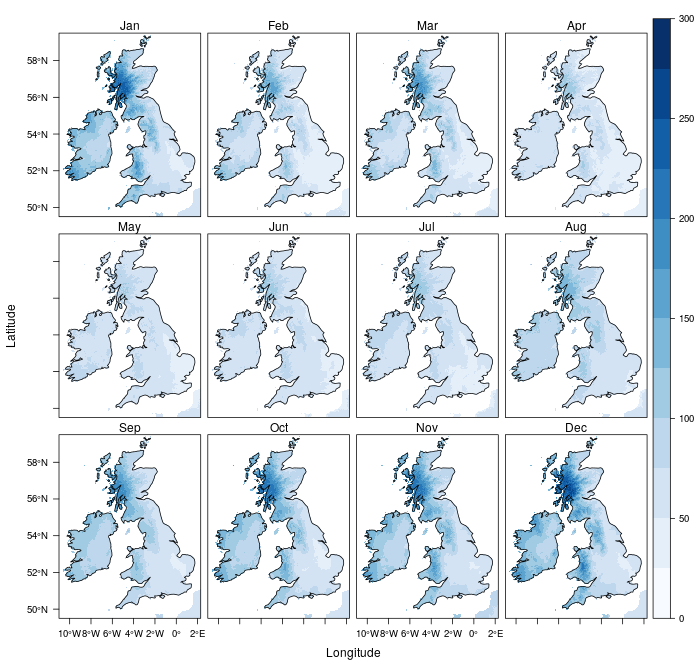 Jan Feb Mar Apr
58°N
56°N
54°N
52°N
50°N
May Jun Jul Aug
Sep Oct Nov Dec
58°N
56°N
54°N
52°N
50°N
10°W 8°W 6°W 4°W 2°W 0° 2°E 10°W 8°W 6°W 4°W 2°W 0° 2°E
Longitude
Latitude
300
250
200
150
100
50
0